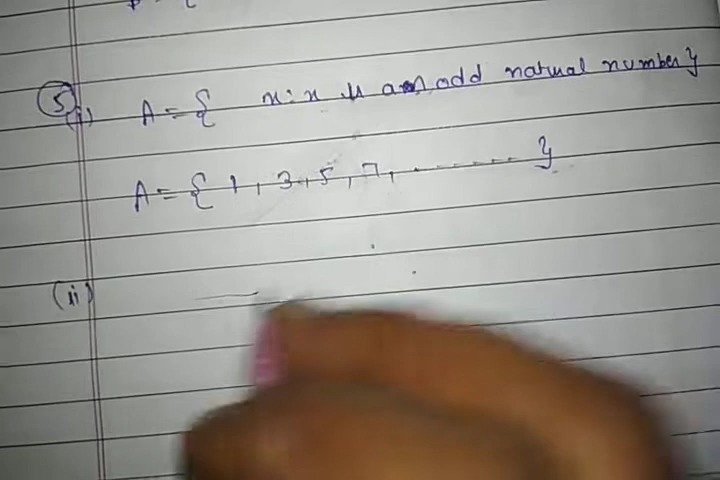 (5)
(i) A = { x : x is an odd natural number }
A = { 1, 3, 5, 7, ....... }
(ii)